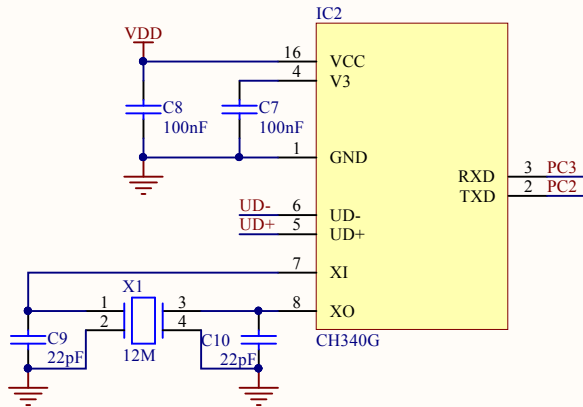 IC2
VDD
16 VCC
4 V3
C8
100nF
C7
100nF
1 GND
RXD 3 PC3
TXD 2 PC2
UD- 6 UD-
UD+ 5 UD+
7 XI
X1
1 3 8 XO
2 4
C9
22pF
12M
C10
22pF
CH340G